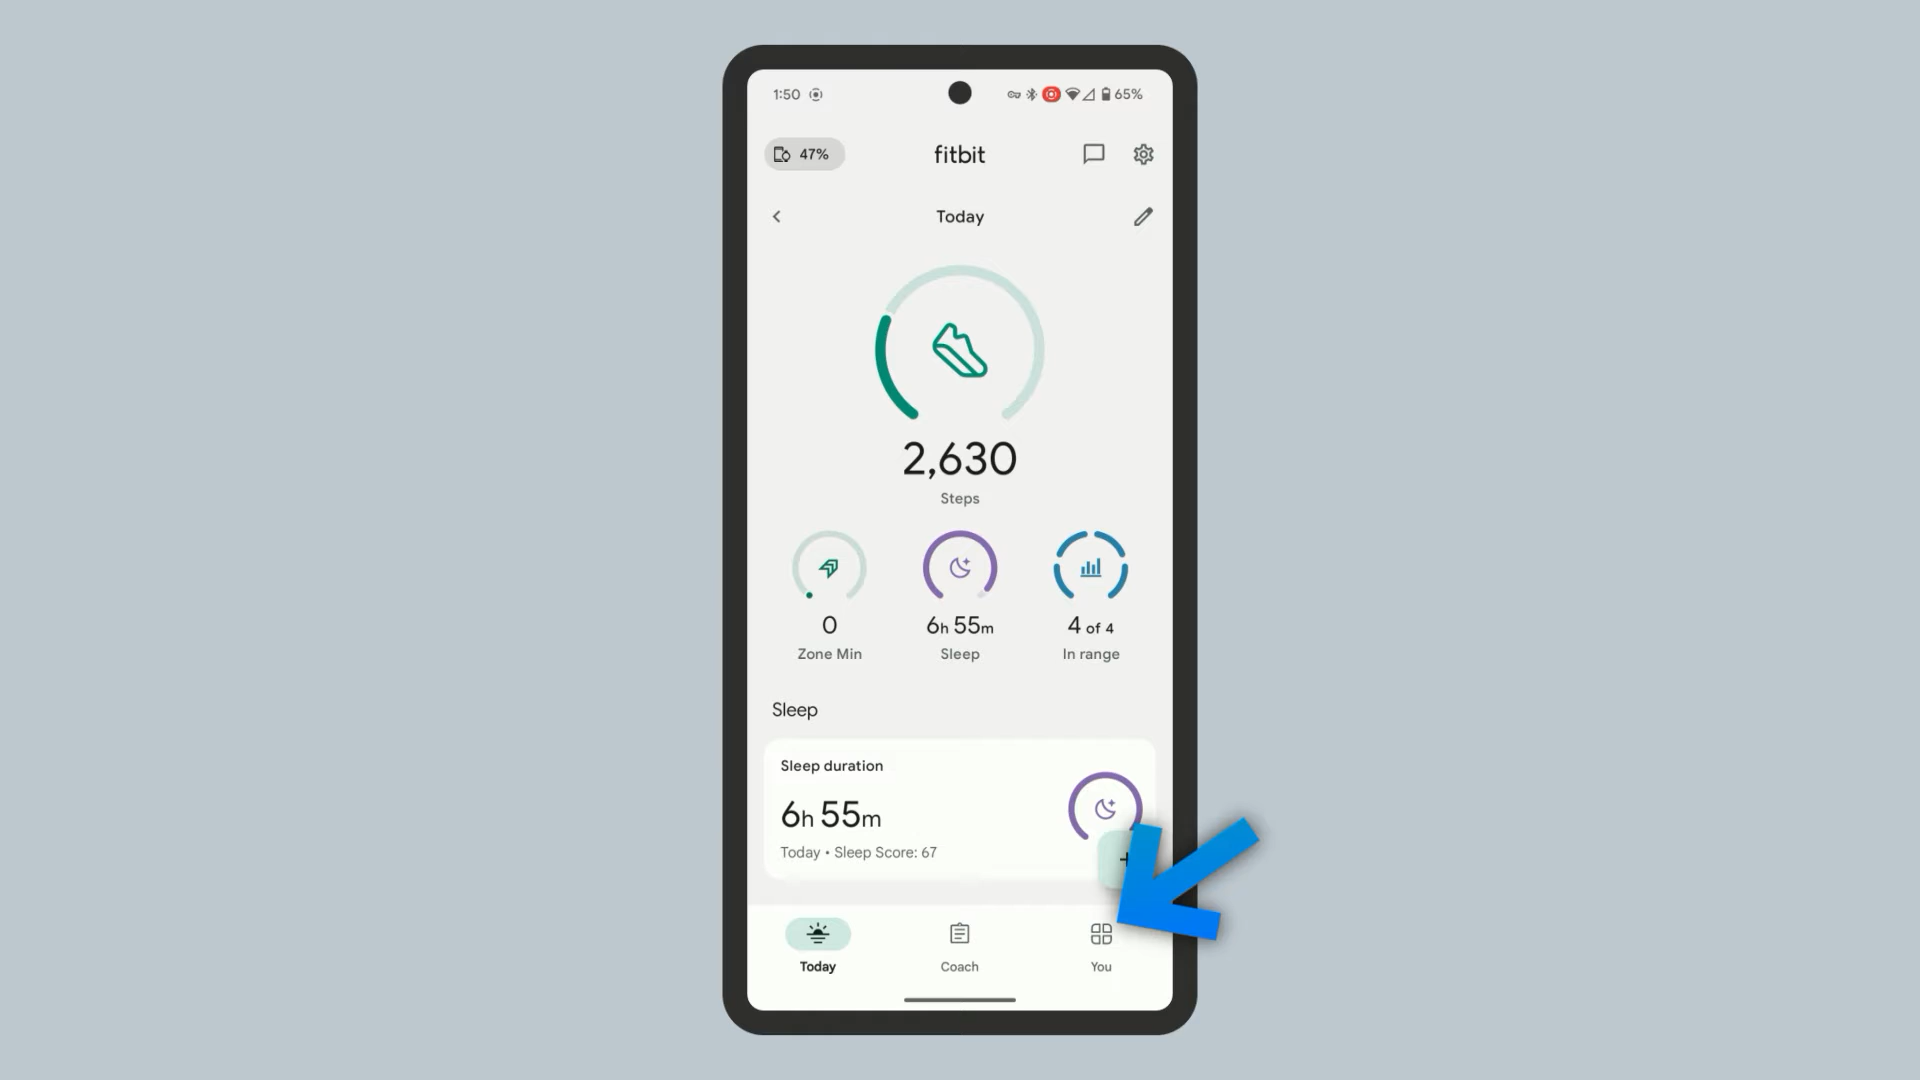 1:50 65%
47% fitbit
Today
2,630
Steps
0 6h 55m 4 of 4
Zone Min Sleep In range
Sleep
Sleep duration
6h 55m
Today • Sleep Score: 67
+
Today Coach You